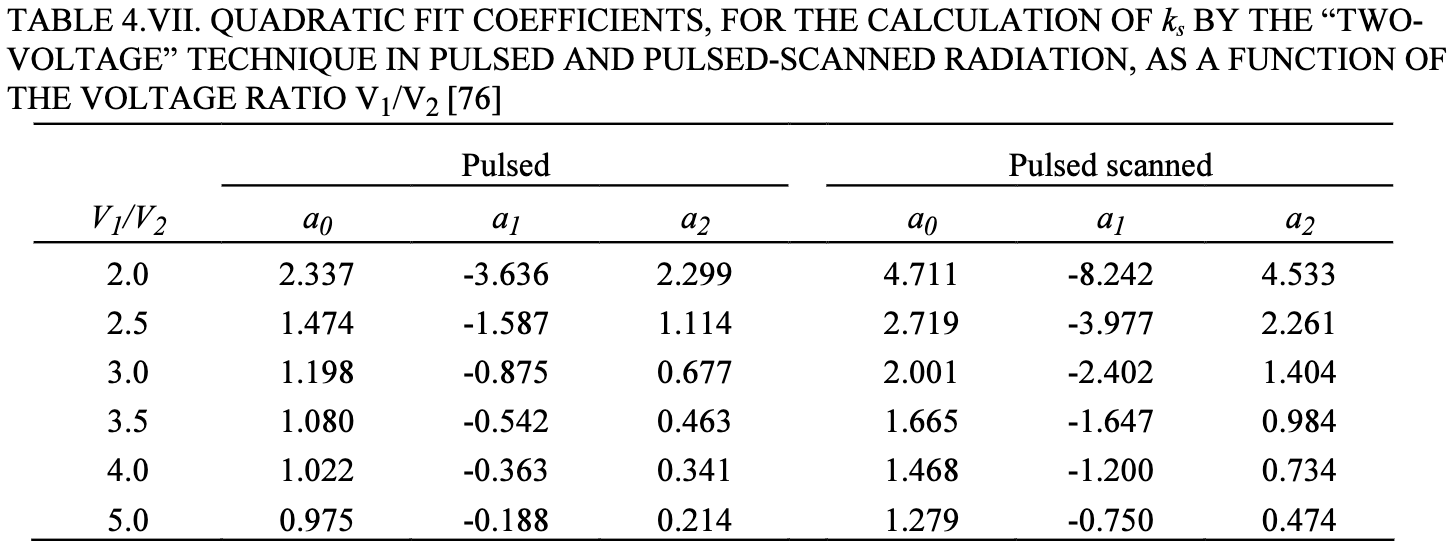 TABLE 4.VII. QUADRATIC FIT COEFFICIENTS, FOR THE CALCULATION OF ks BY THE “TWO-
VOLTAGE” TECHNIQUE IN PULSED AND PULSED-SCANNED RADIATION, AS A FUNCTION OF
THE VOLTAGE RATIO V1/V2 [76]
Pulsed Pulsed scanned
V1/V2 a0 a1 a2 a0 a1 a2
2.0 2.337 -3.636 2.299 4.711 -8.242 4.533
2.5 1.474 -1.587 1.114 2.719 -3.977 2.261
3.0 1.198 -0.875 0.677 2.001 -2.402 1.404
3.5 1.080 -0.542 0.463 1.665 -1.647 0.984
4.0 1.022 -0.363 0.341 1.468 -1.200 0.734
5.0 0.975 -0.188 0.214 1.279 -0.750 0.474